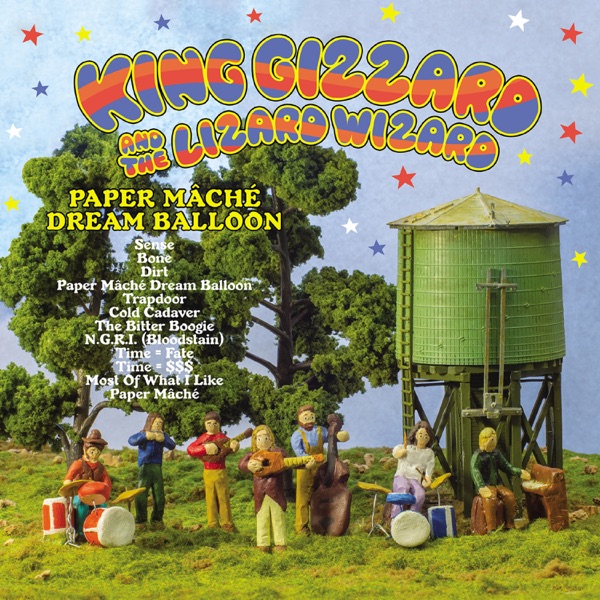 KING GIZZARD
AND THE LIZARD WIZARD
PAPER MÂCHÉ
DREAM BALLOON
Sense
Bone
Dirt
Paper Mâché Dream Balloon
Trapdoor
Cold Cadaver
The Bitter Boogie
N.G.R.I. (Bloodstain)
Time = Fate
Time = $$$
Most Of What I Like
Paper Mâché